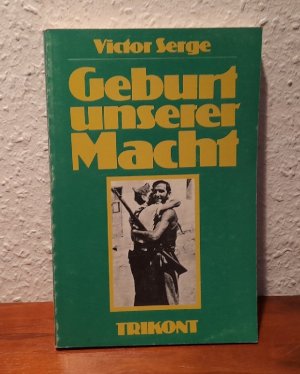 Victor Serge
Geburt
unserer
Macht
TRIKONT